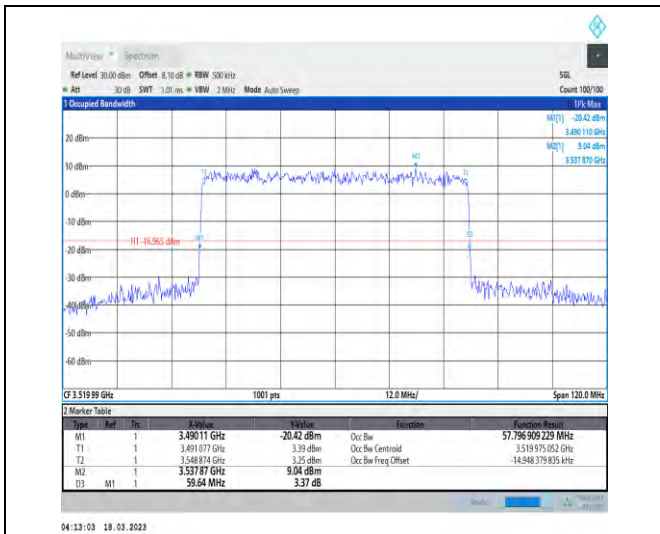 MultiView Spectrum
Ref Level 30.00 dBm Offset 8.10 dB RBW 500 kHz SGL
Att 30 dB SWT 1.01 ms VBW 2 MHz Mode Auto Sweep Count 100/100
1 Occupied Bandwidth 1Pk Max
M1[1] -20.42 dBm
3.490 110 GHz
M2[1] 9.04 dBm
3.537 870 GHz
20 dBm
M2
10 dBm
T1
0 dBm
-10 dBm
H1 -16.965 dBm M1 D3
-20 dBm
-30 dBm
-40 dBm
-50 dBm
-60 dBm
CF 3.519 99 GHz 1001 pts 12.0 MHz/ Span 120.0 MHz
2 Marker Table
Type Ref Trc X-Value Y-Value Function Function Result
M1 1 3.490 11 GHz -20.42 dBm Occ Bw 57.796 909 229 MHz
T1 1 3.491 077 GHz 3.39 dBm Occ Bw Centroid 3.519 975 052 GHz
T2 1 3.548 874 GHz 3.25 dBm Occ Bw Freq Offset -14.948 379 835 kHz
M2 1 3.537 87 GHz 9.04 dBm
D3 M1 1 59.64 MHz 3.37 dB
04:13:03 18.03.2023